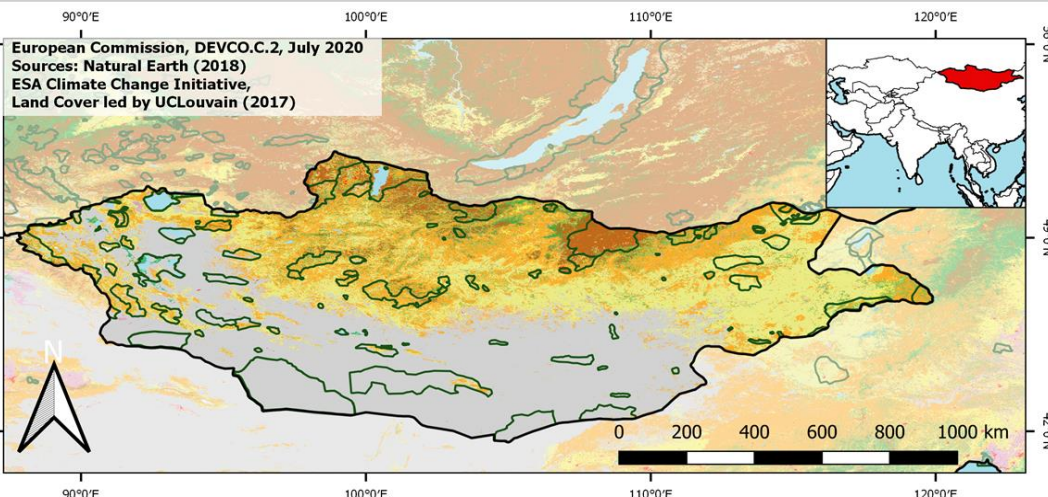 90°0'E 100°0'E 110°0'E 120°0'E
European Commission, DEVCO.C.2, July 2020
Sources: Natural Earth (2018)
ESA Climate Change Initiative,
Land Cover led by UCLouvain (2017)
N
0 200 400 600 800 1000 km
90°0'E 100°0'E 110°0'E 120°0'E